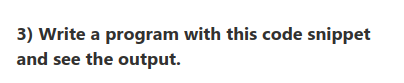 3) Write a program with this code snippet
and see the output.